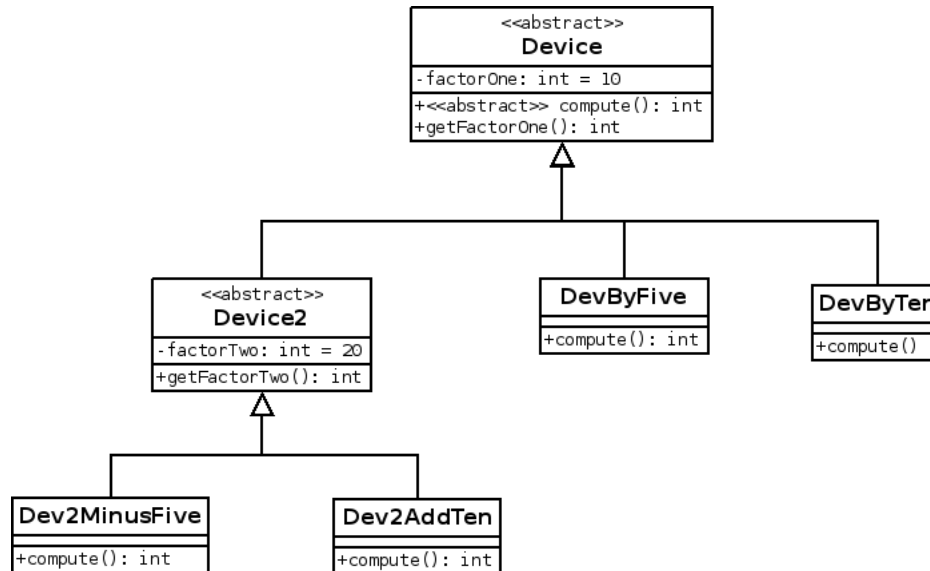 <<abstract>>
Device
-factorOne: int = 10
+<<abstract>> compute(): int
+getFactorOne(): int
<<abstract>>
Device2
-factorTwo: int = 20
+getFactorTwo(): int
DevByFive
+compute(): int
DevByTen
+compute()
Dev2MinusFive
+compute(): int
Dev2AddTen
+compute(): int